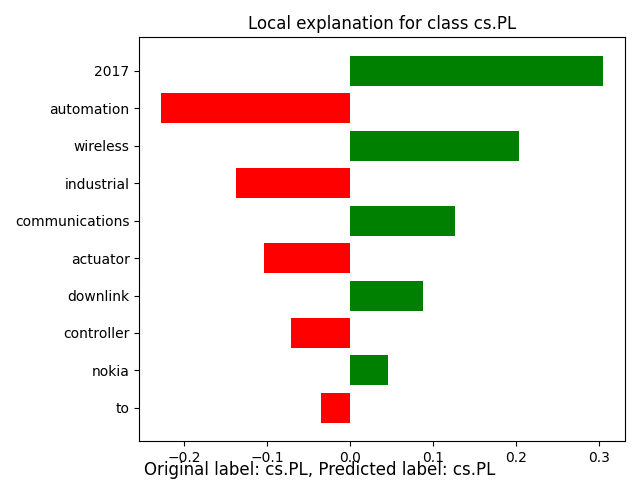 Local explanation for class cs.PL
2017
automation
wireless
industrial
communications
actuator
downlink
controller
nokia
to
−0.2 −0.1 0.0 0.1 0.2 0.3
Original label: cs.PL, Predicted label: cs.PL